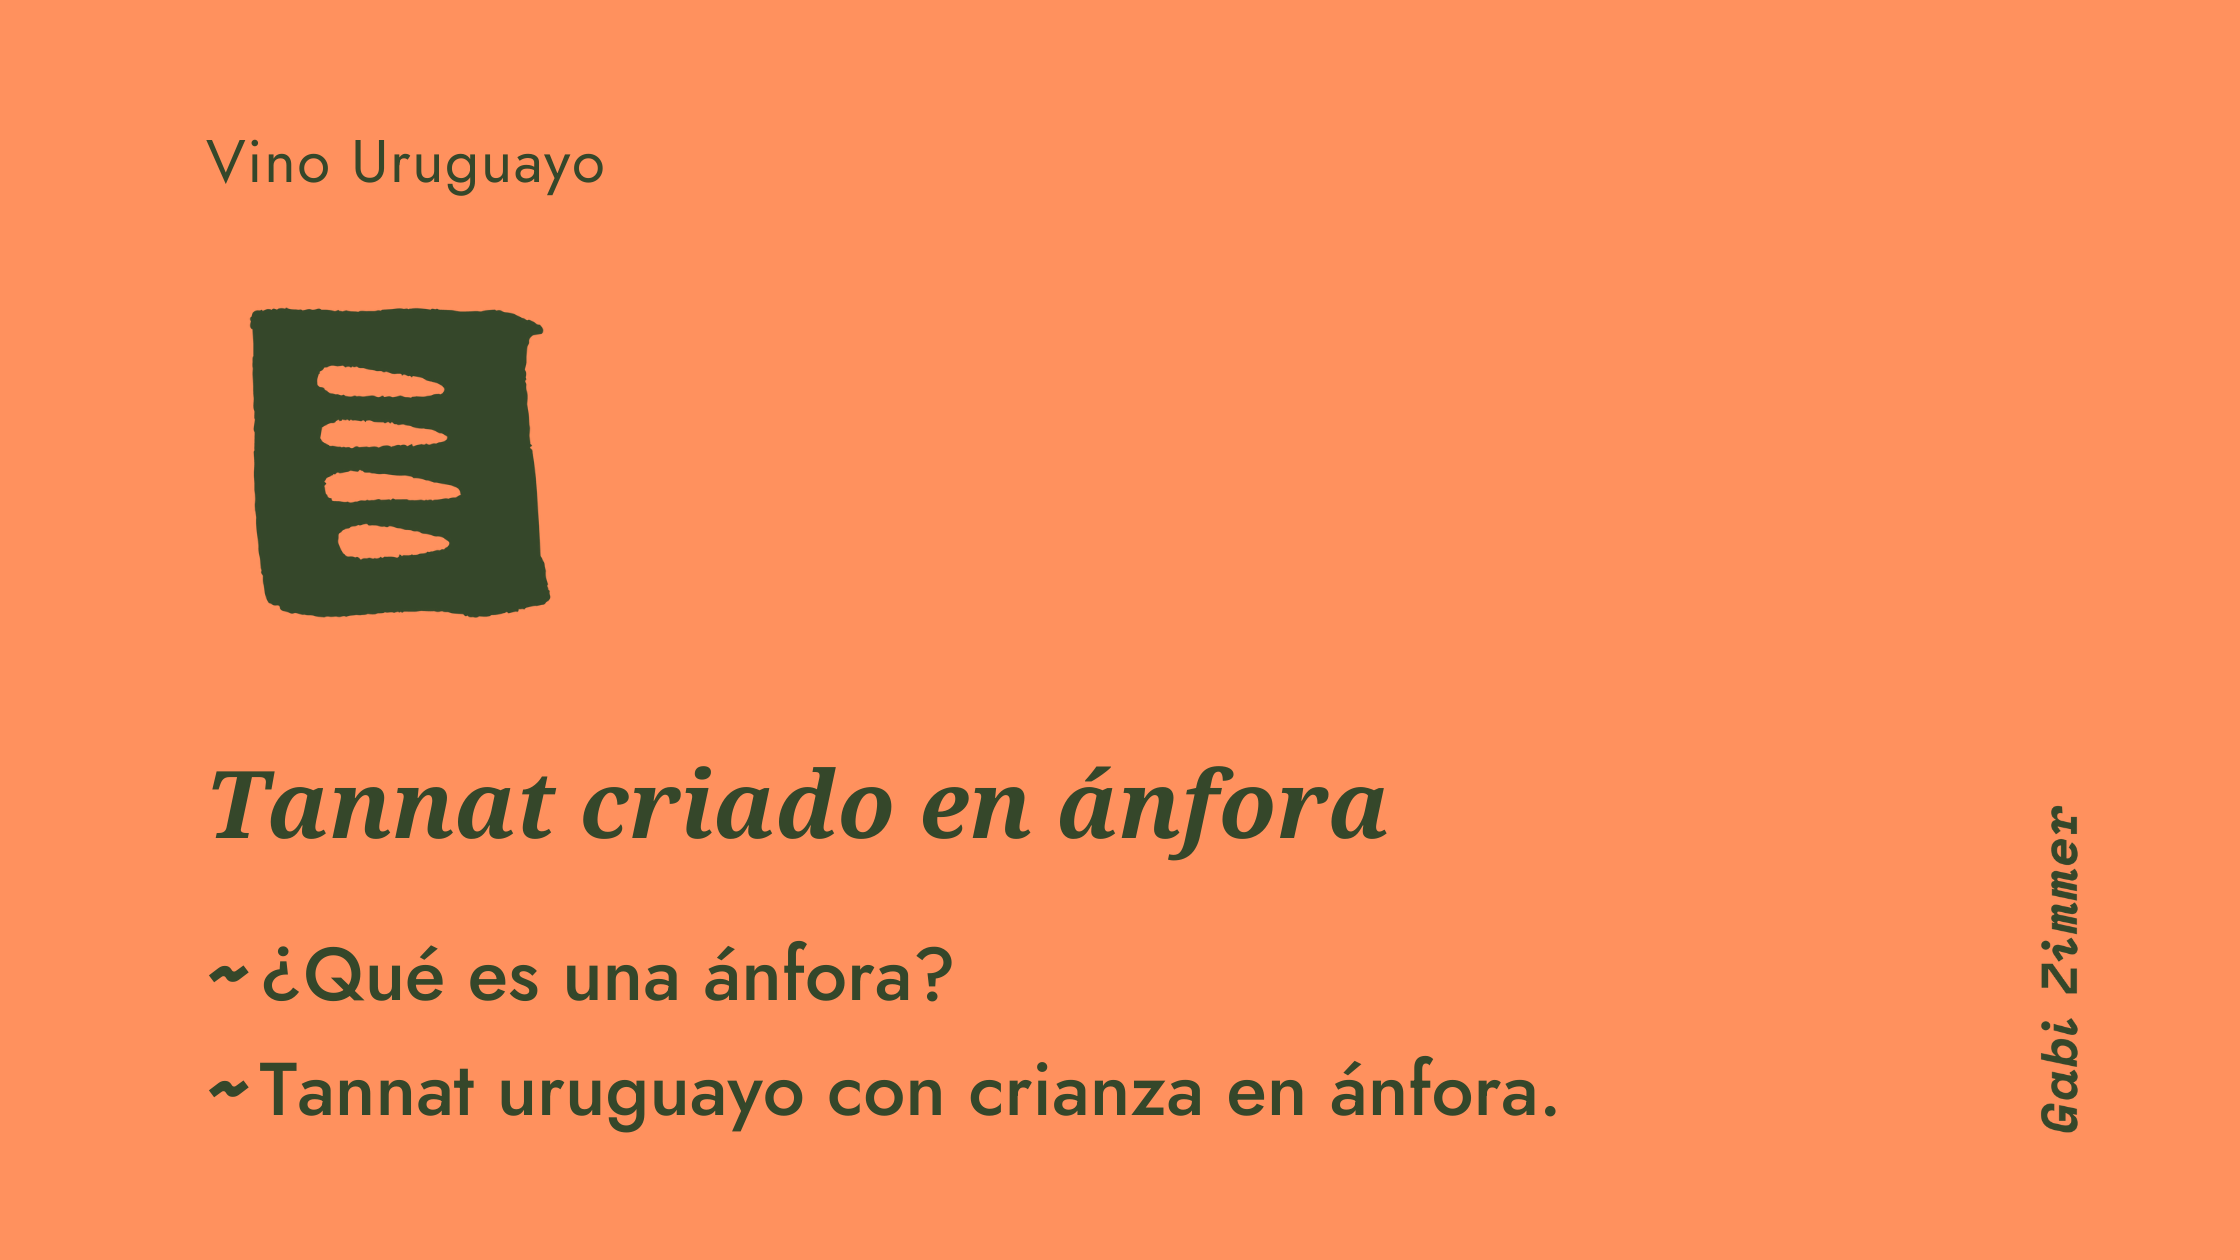 Vino Uruguayo
Tannat criado en ánfora
~¿Qué es una ánfora?
~Tannat uruguayo con crianza en ánfora.
Gabi Zimmer